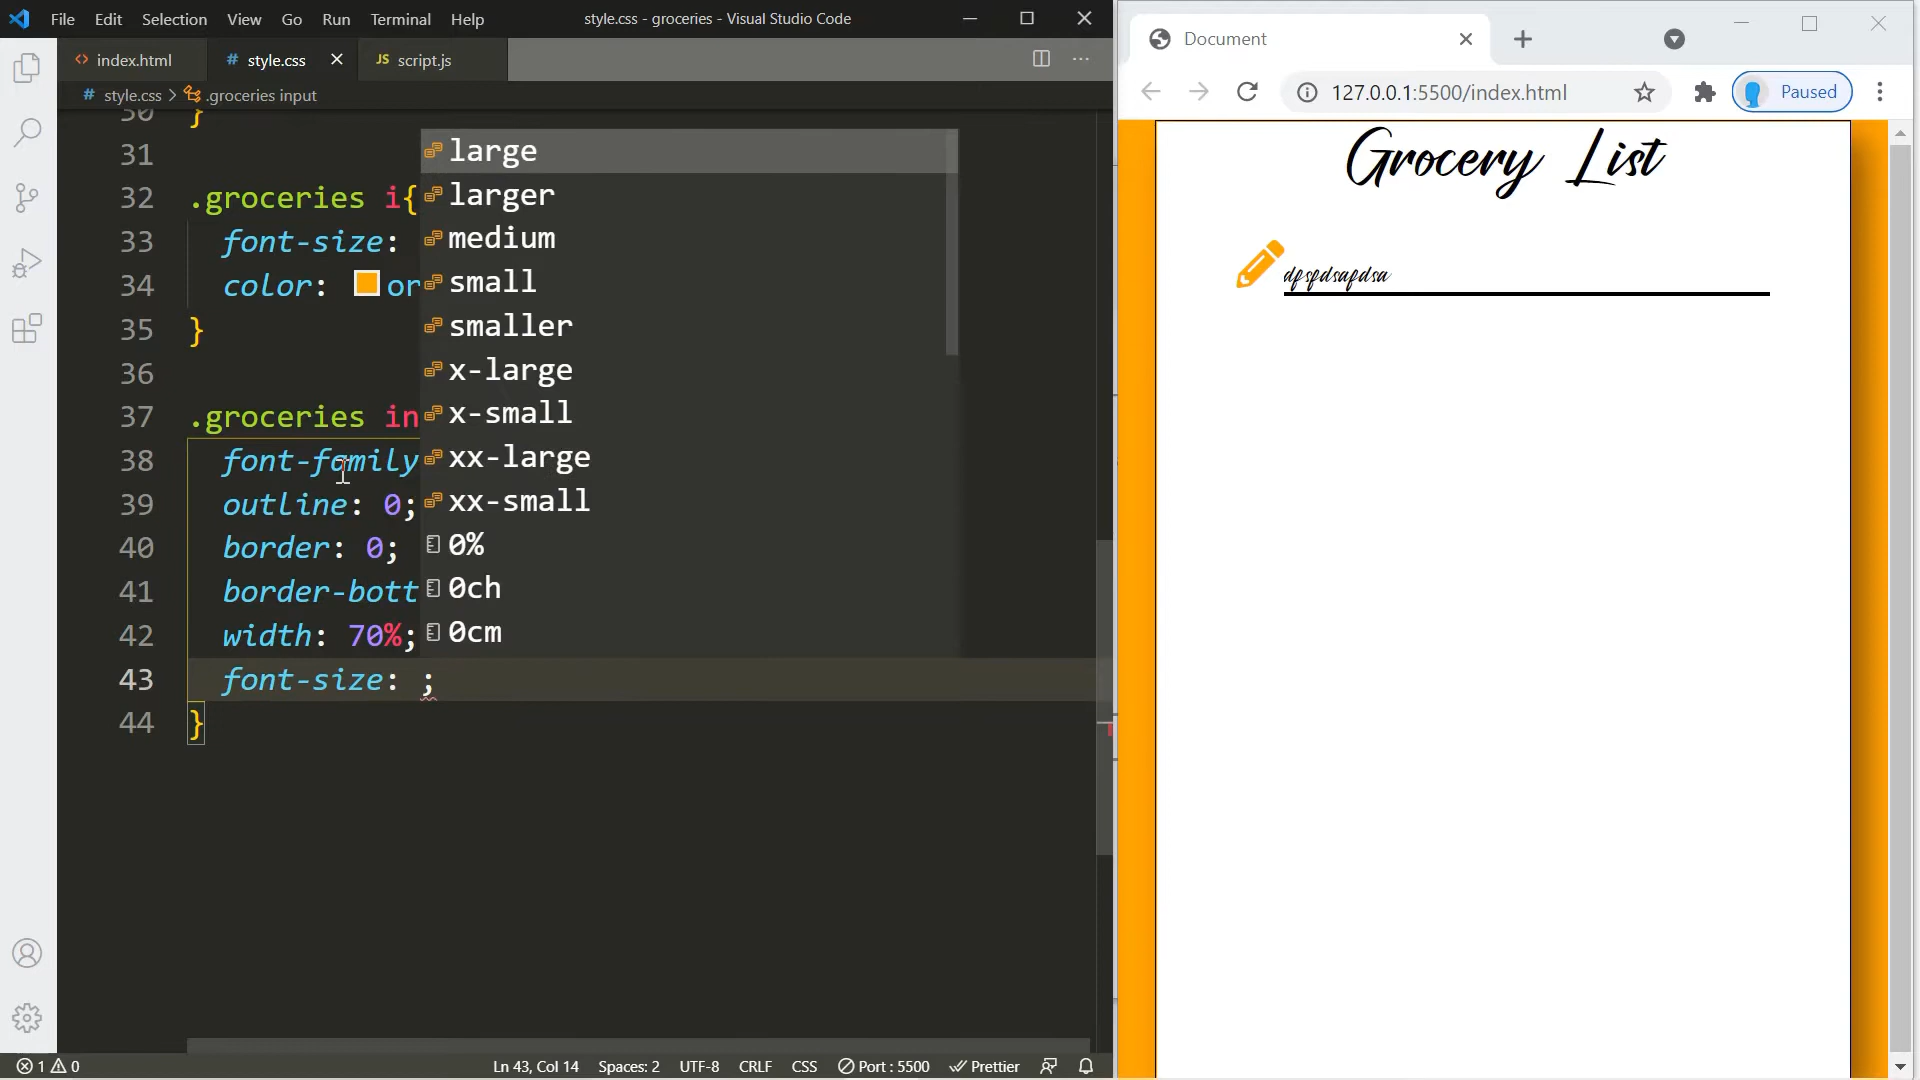 File Edit Selection View Go Run Terminal Help style.css - groceries - Visual Studio Code
index.html style.css script.js
style.css .groceries input
30 }
31
32 .groceries i{
33 font-size:
34 color: or
35 }
36
37 .groceries in
38 font-family
39 outline: 0;
40 border: 0;
41 border-bott
42 width: 70%;
43 font-size: ;
44 }
large
larger
medium
small
smaller
x-large
x-small
xx-large
xx-small
0%
0ch
0cm
1 0 Ln 43, Col 14 Spaces: 2 UTF-8 CRLF CSS Port : 5500 Prettier
Document
127.0.0.1:5500/index.html Paused
Grocery List
dfsfdsafdsa